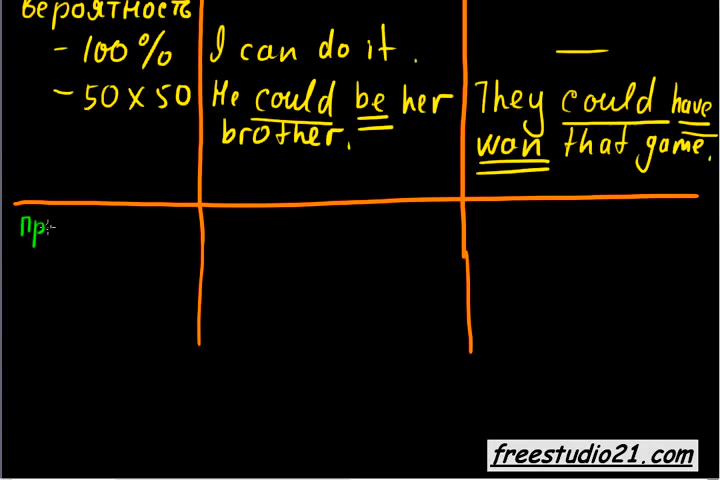 Вероятность
- 100% I can do it. —
- 50 x 50 He could be her They could have
brother. won that game.
пр
freestudio21.com